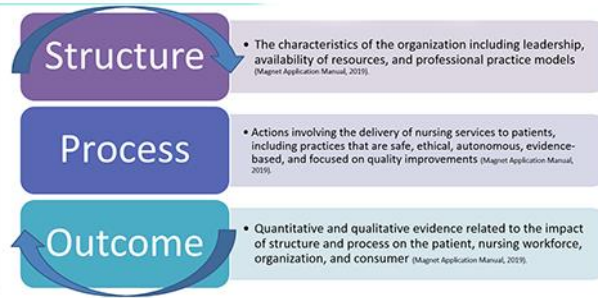 Structure
• The characteristics of the organization including leadership,
availability of resources, and professional practice models
(Magnet Application Manual, 2019).
Process
• Actions involving the delivery of nursing services to patients,
including practices that are safe, ethical, autonomous, evidence-
based, and focused on quality improvements (Magnet Application Manual,
2019).
Outcome
• Quantitative and qualitative evidence related to the impact
of structure and process on the patient, nursing workforce,
organization, and consumer (Magnet Application Manual, 2019).